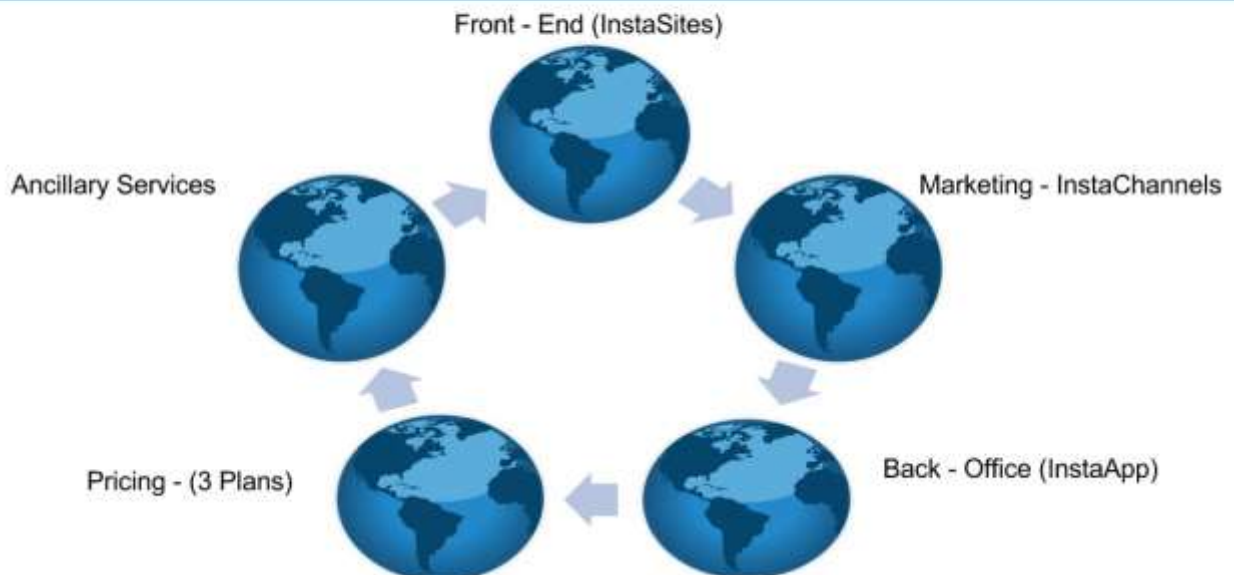 Front - End (InstaSites)
Ancillary Services
Marketing - InstaChannels
Pricing - (3 Plans)
Back - Office (InstaApp)